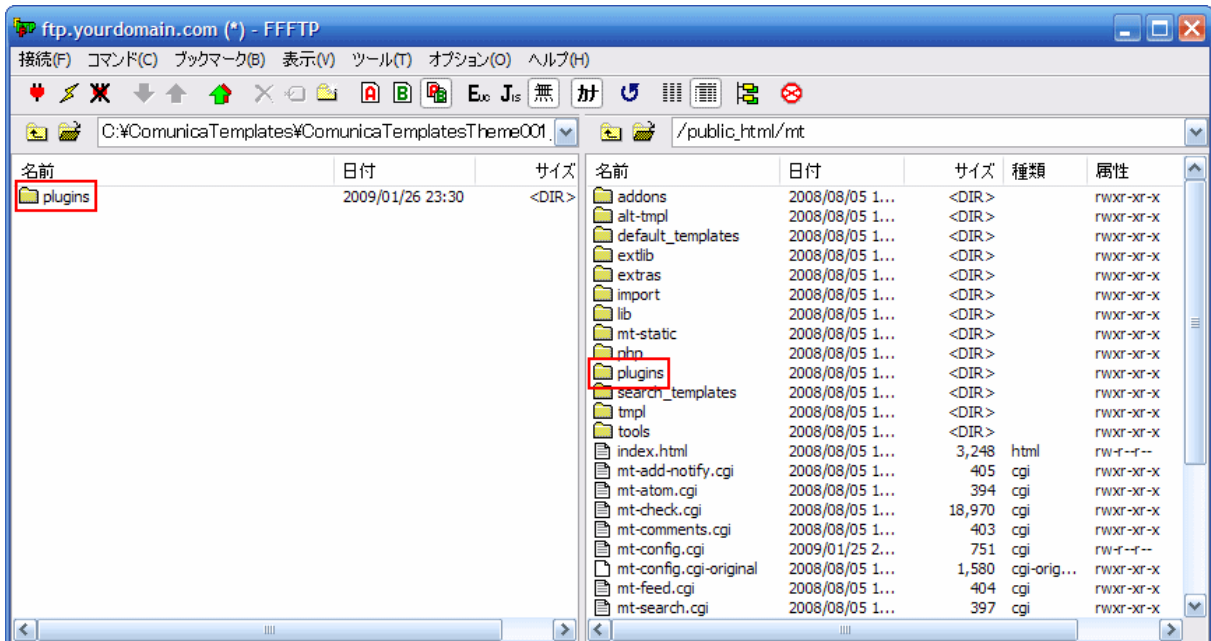 ftp.yourdomain.com (*) - FFFTP
接続(F) コマンド(C) ブックマーク(B) 表示(V) ツール(T) オプション(O) ヘルプ(H)
A B Euc Jis 無 カナ
C:¥ComunicaTemplates¥ComunicaTemplatesTheme001 /public_html/mt
名前 日付 サイズ 名前 日付 サイズ 種類 属性
plugins 2009/01/26 23:30 <DIR> addons 2008/08/05 1... <DIR> rwxr-xr-x
alt-tmpl 2008/08/05 1... <DIR> rwxr-xr-x
default_templates 2008/08/05 1... <DIR> rwxr-xr-x
extlib 2008/08/05 1... <DIR> rwxr-xr-x
extras 2008/08/05 1... <DIR> rwxr-xr-x
import 2008/08/05 1... <DIR> rwxr-xr-x
lib 2008/08/05 1... <DIR> rwxr-xr-x
mt-static 2008/08/05 1... <DIR> rwxr-xr-x
php 2008/08/05 1... <DIR> rwxr-xr-x
plugins 2008/08/05 1... <DIR> rwxr-xr-x
search_templates 2008/08/05 1... <DIR> rwxr-xr-x
tmpl 2008/08/05 1... <DIR> rwxr-xr-x
tools 2008/08/05 1... <DIR> rwxr-xr-x
index.html 2008/08/05 1... 3,248 html rw-r--r--
mt-add-notify.cgi 2008/08/05 1... 405 cgi rwxr-xr-x
mt-atom.cgi 2008/08/05 1... 394 cgi rwxr-xr-x
mt-check.cgi 2008/08/05 1... 18,970 cgi rwxr-xr-x
mt-comments.cgi 2008/08/05 1... 403 cgi rwxr-xr-x
mt-config.cgi 2009/01/25 2... 751 cgi rw-r--r--
mt-config.cgi-original 2008/08/05 1... 1,580 cgi-orig... rwxr-xr-x
mt-feed.cgi 2008/08/05 1... 404 cgi rwxr-xr-x
mt-search.cgi 2008/08/05 1... 397 cgi rwxr-xr-x